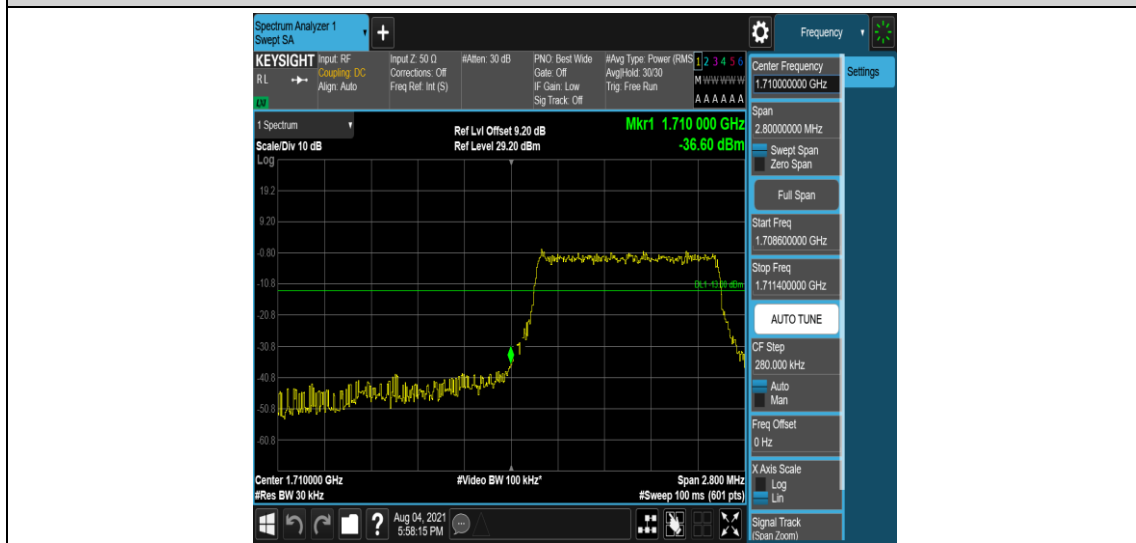 Spectrum Analyzer 1
Swept SA
+
Frequency
KEYSIGHT
Input: RF
Coupling: DC
Align: Auto
Input Z: 50 Ω
Corrections: Off
Freq Ref: Int (S)
#Atten: 30 dB
PNO: Best Wide
Gate: Off
IF Gain: Low
Sig Track: Off
#Avg Type: Power (RMS
Avg|Hold: 30/30
Trig: Free Run
1 2 3 4 5 6
M W W W W W
A A A A A A
RL
LXI
Center Frequency
1.710000000 GHz
Settings
Span
2.80000000 MHz
Swept Span
Zero Span
Full Span
Start Freq
1.708600000 GHz
Stop Freq
1.711400000 GHz
AUTO TUNE
CF Step
280.000 kHz
Auto
Man
Freq Offset
0 Hz
X Axis Scale
Log
Lin
Signal Track
(Span Zoom)
1 Spectrum
Scale/Div 10 dB
Log
Ref Lvl Offset 9.20 dB
Ref Level 29.20 dBm
Mkr1 1.710 000 GHz
-36.60 dBm
19.2
9.20
-0.80
-10.8
-20.8
-30.8
-40.8
-50.8
-60.8
DL1 -13.00 dBm
1
Center 1.710000 GHz
#Res BW 30 kHz
#Video BW 100 kHz*
Span 2.800 MHz
#Sweep 100 ms (601 pts)
?
Aug 04, 2021
5:58:15 PM